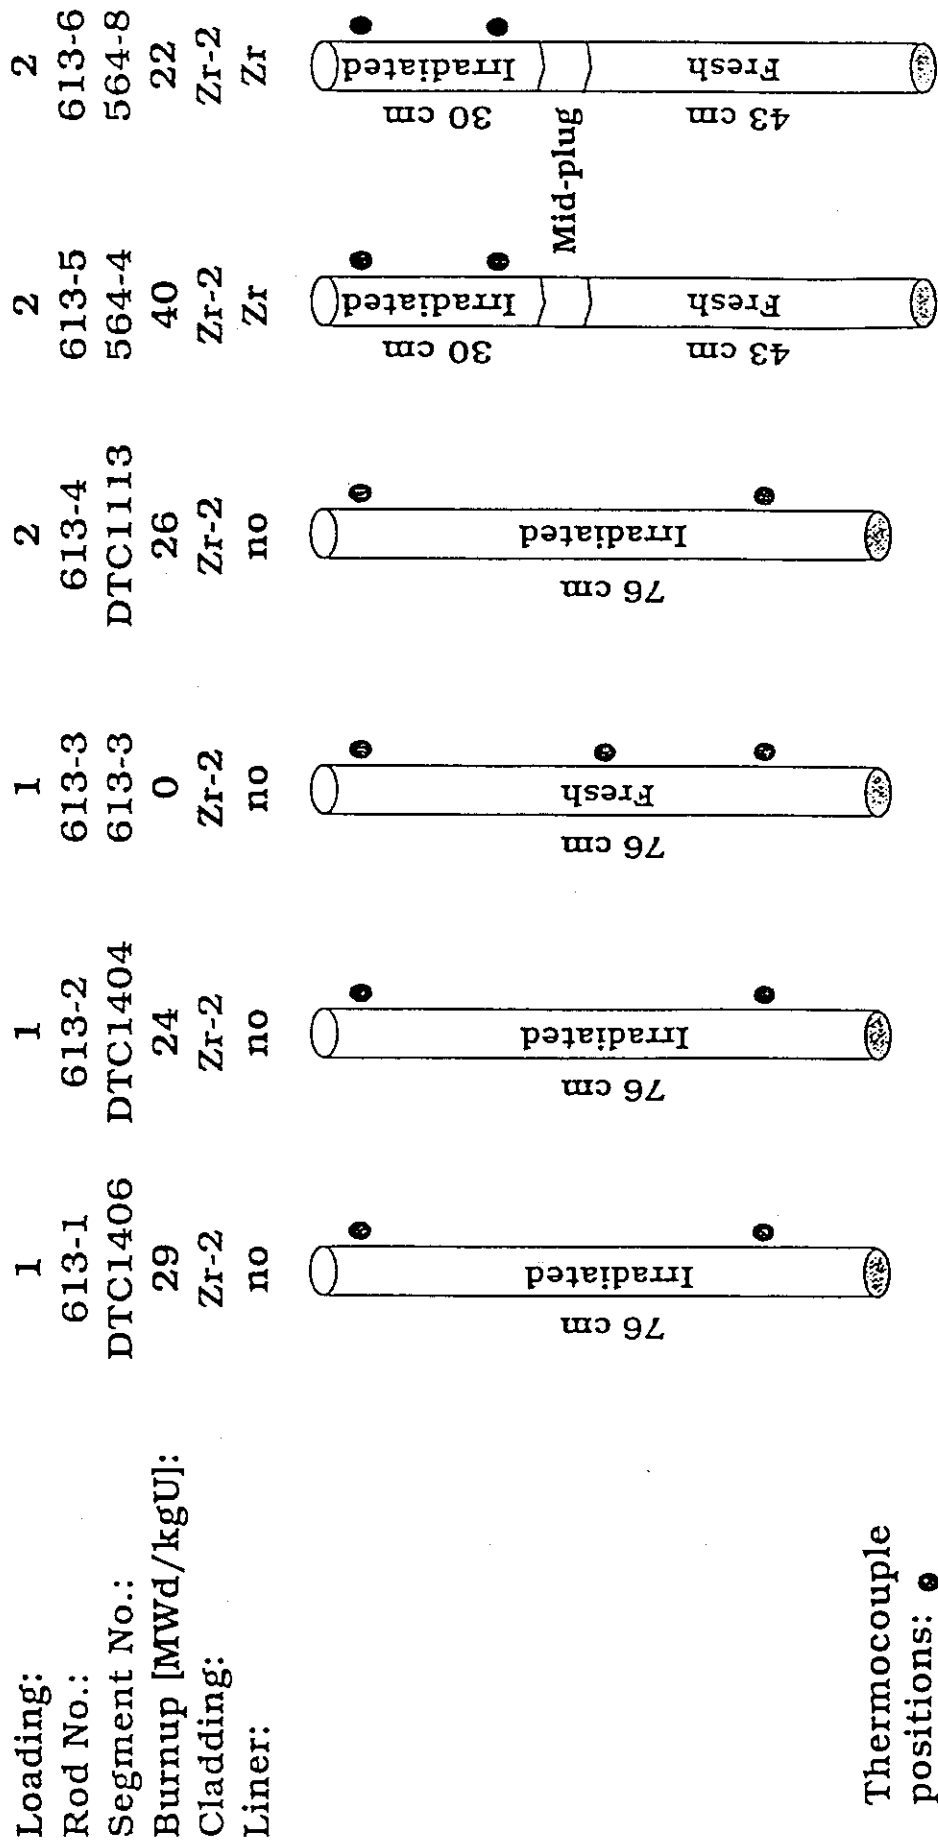 Loading: 1 1 1 2 2 2
Rod No.: 613-1 613-2 613-3 613-4 613-5 613-6
Segment No.: DTC1406 DTC1404 613-3 DTC1113 564-4 564-8
Burnup [MWd/kgU]: 29 24 0 26 40 22
Cladding: Zr-2 Zr-2 Zr-2 Zr-2 Zr-2 Zr-2
Liner: no no no no Zr Zr
76 cm
Irradiated
76 cm
Irradiated
76 cm
Fresh
76 cm
Irradiated
30 cm
Irradiated
43 cm
Fresh
Mid-plug
30 cm
Irradiated
43 cm
Fresh
Thermocouple
positions: